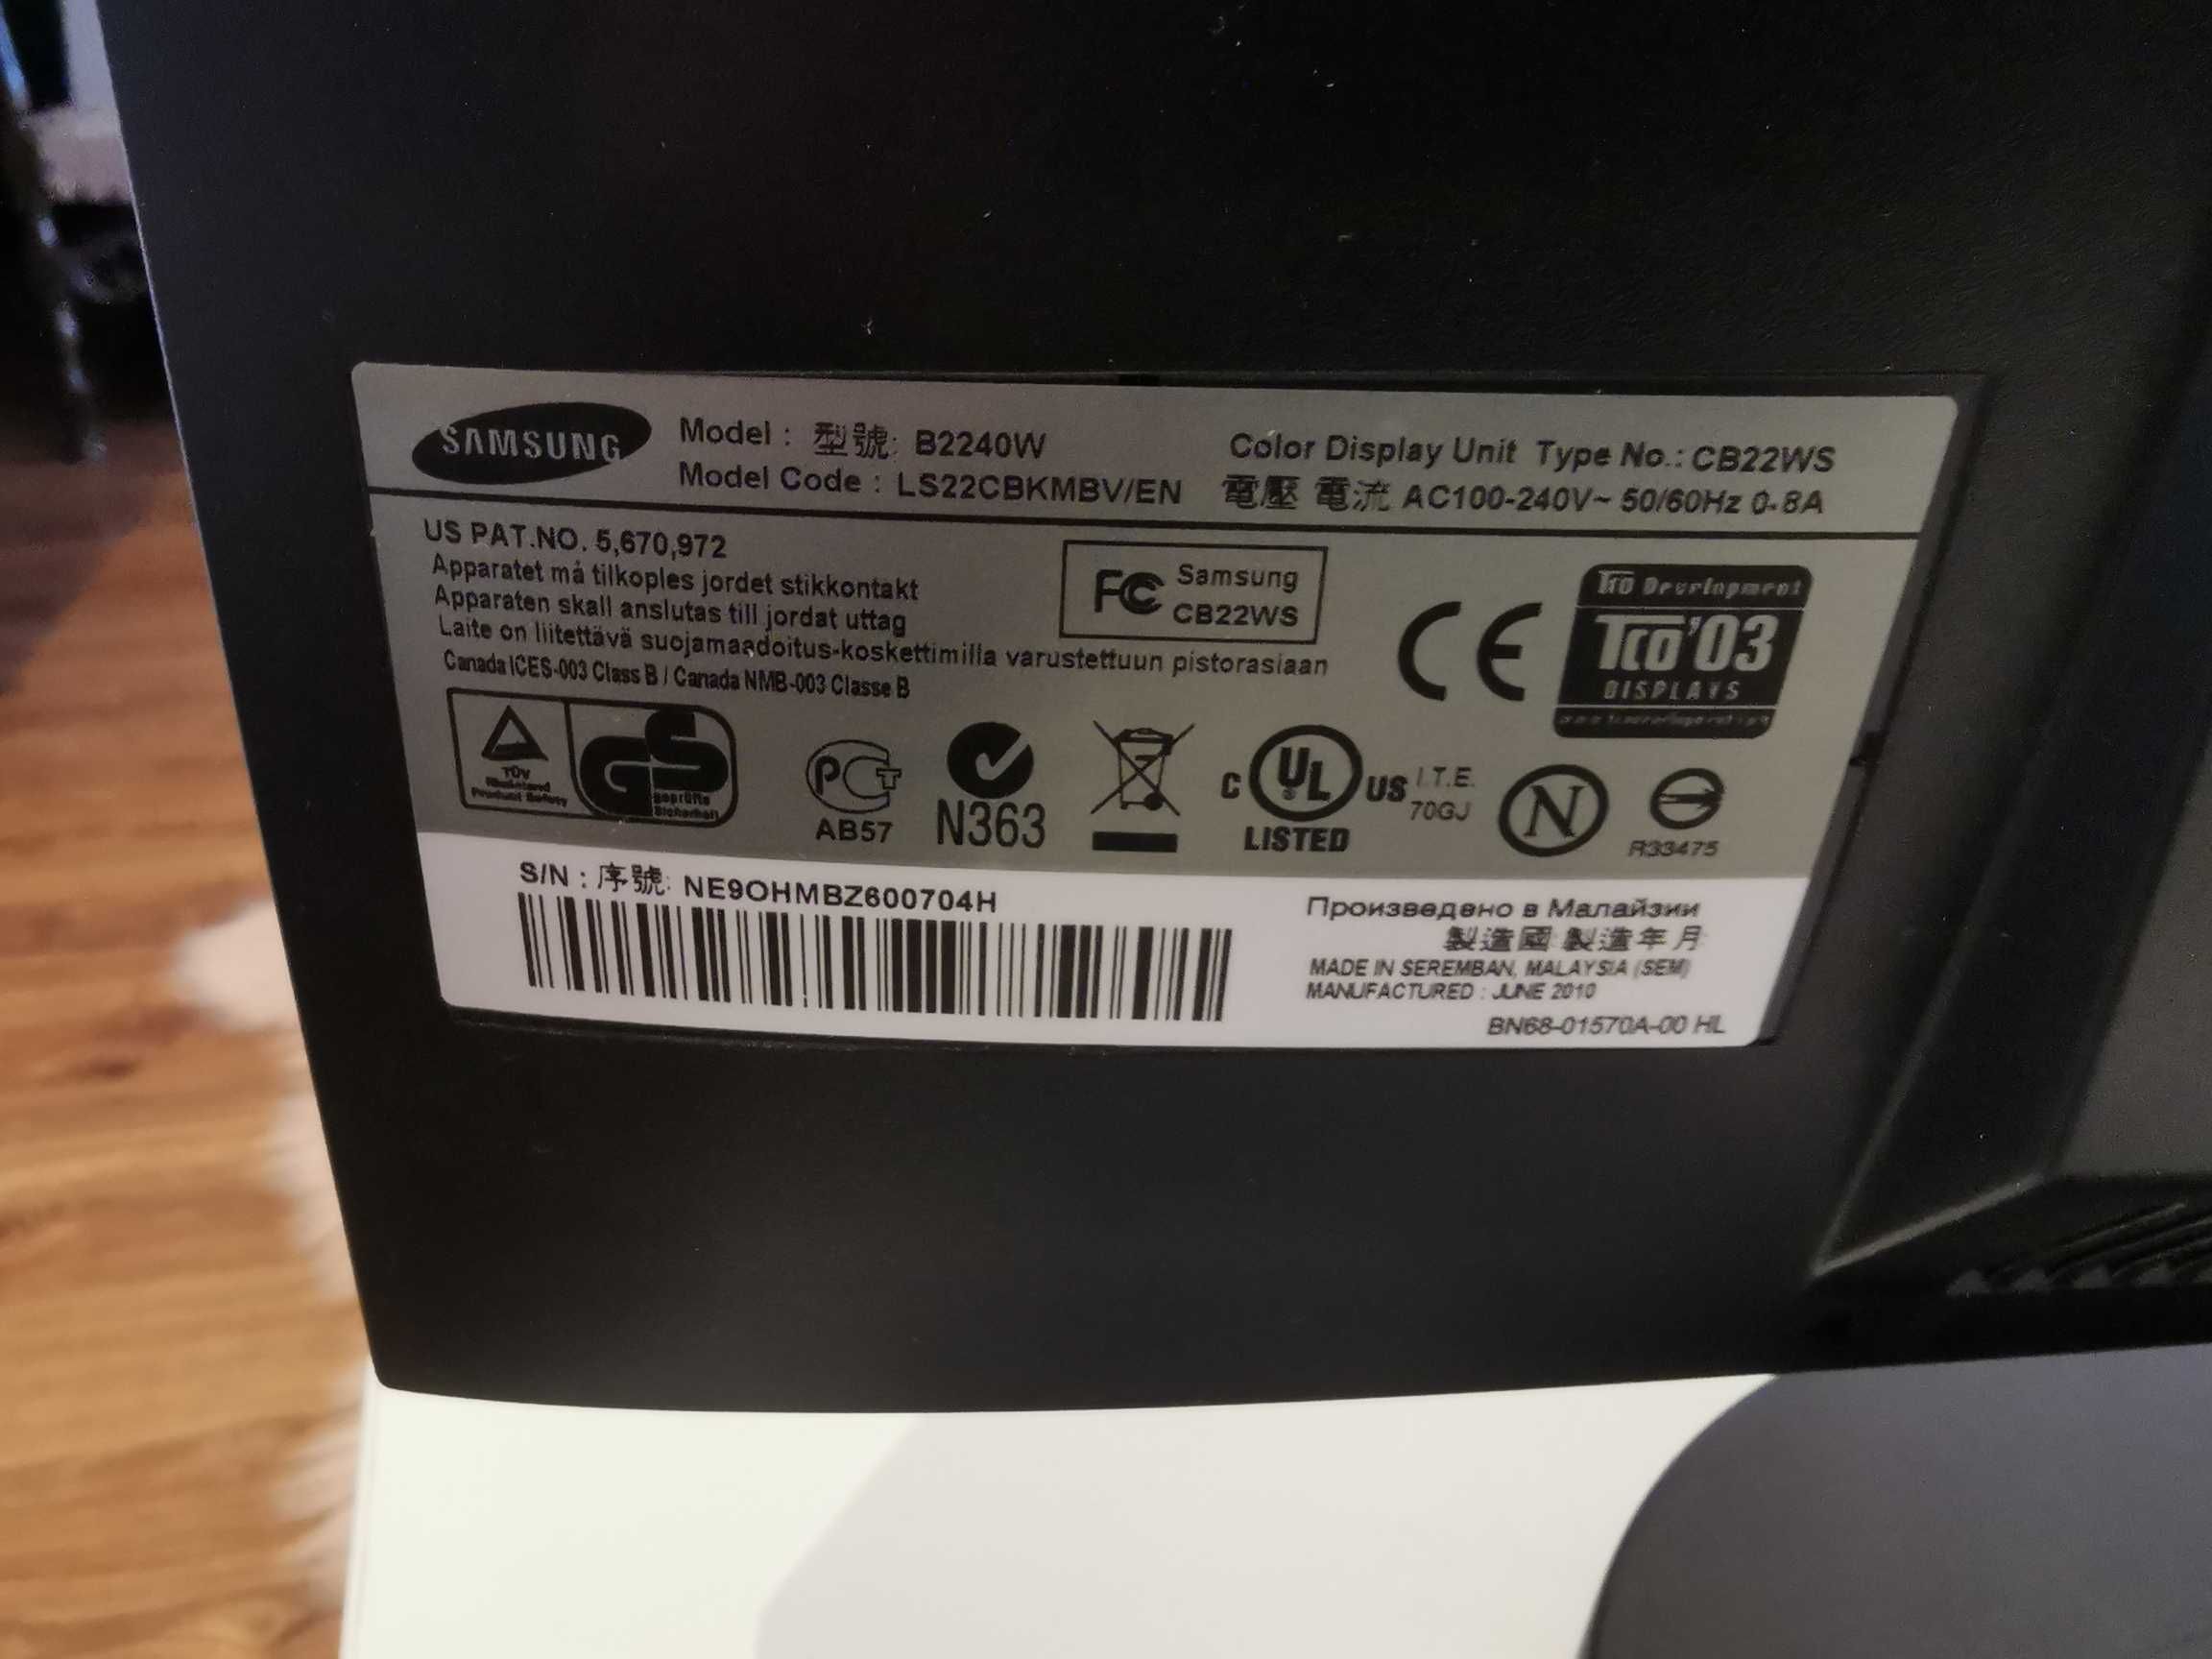 SAMSUNG
Model : 型號: B2240W
Model Code : LS22CBKMBV/EN
Color Display Unit Type No.: CB22WS
電壓 電流 AC100-240V~ 50/60Hz 0.8A
US PAT.NO. 5,670,972
Apparatet må tilkoples jordet stikkontakt
Apparaten skall anslutas till jordat uttag
Laite on liitettävä suojamaadoitus-koskettimilla varustettuun pistorasiaan
Canada ICES-003 Class B / Canada NMB-003 Classe B
FC Samsung
CB22WS
CE
TCO Development
TCO'03
DISPLAYS
TÜV
Rheinland
Product Safety
GS
geprüfte
Sicherheit
PCT
AB57
N363
C UL US
LISTED
I.T.E.
70GJ
N
R33475
S/N : 序號: NE9OHMBZ600704H
Произведено в Малайзии
製造國 製造年月
MADE IN SEREMBAN, MALAYSIA (SEM)
MANUFACTURED : JUNE 2010
BN68-01570A-00 HL